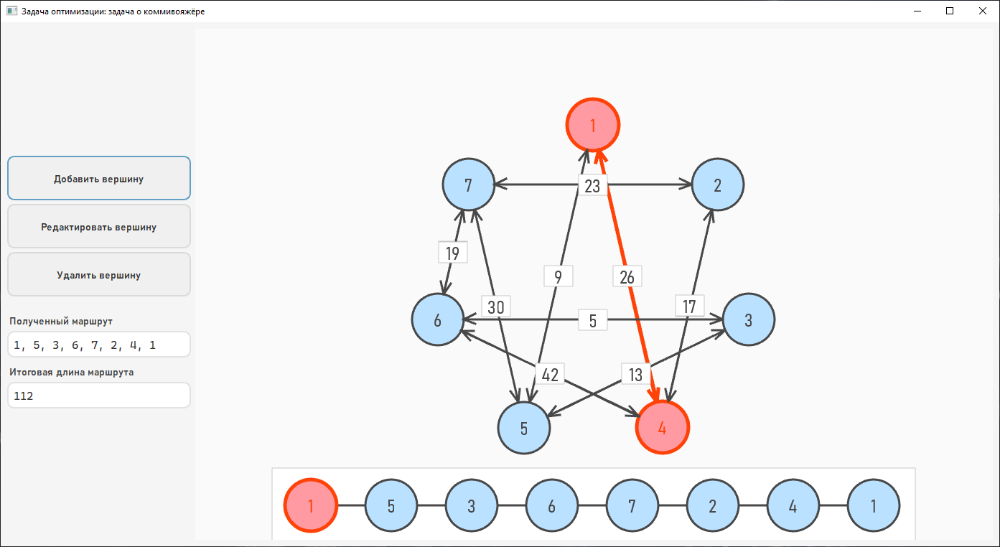 Задача оптимизации: задача о коммивояжёре
1
7
23
2
Добавить вершину
Редактировать вершину
19
Удалить вершину
9
26
30
17
Полученный маршрут
6
5
3
1, 5, 3, 6, 7, 2, 4, 1
Итоговая длина маршрута
42
13
112
5
4
1 5 3 6 7 2 4 1